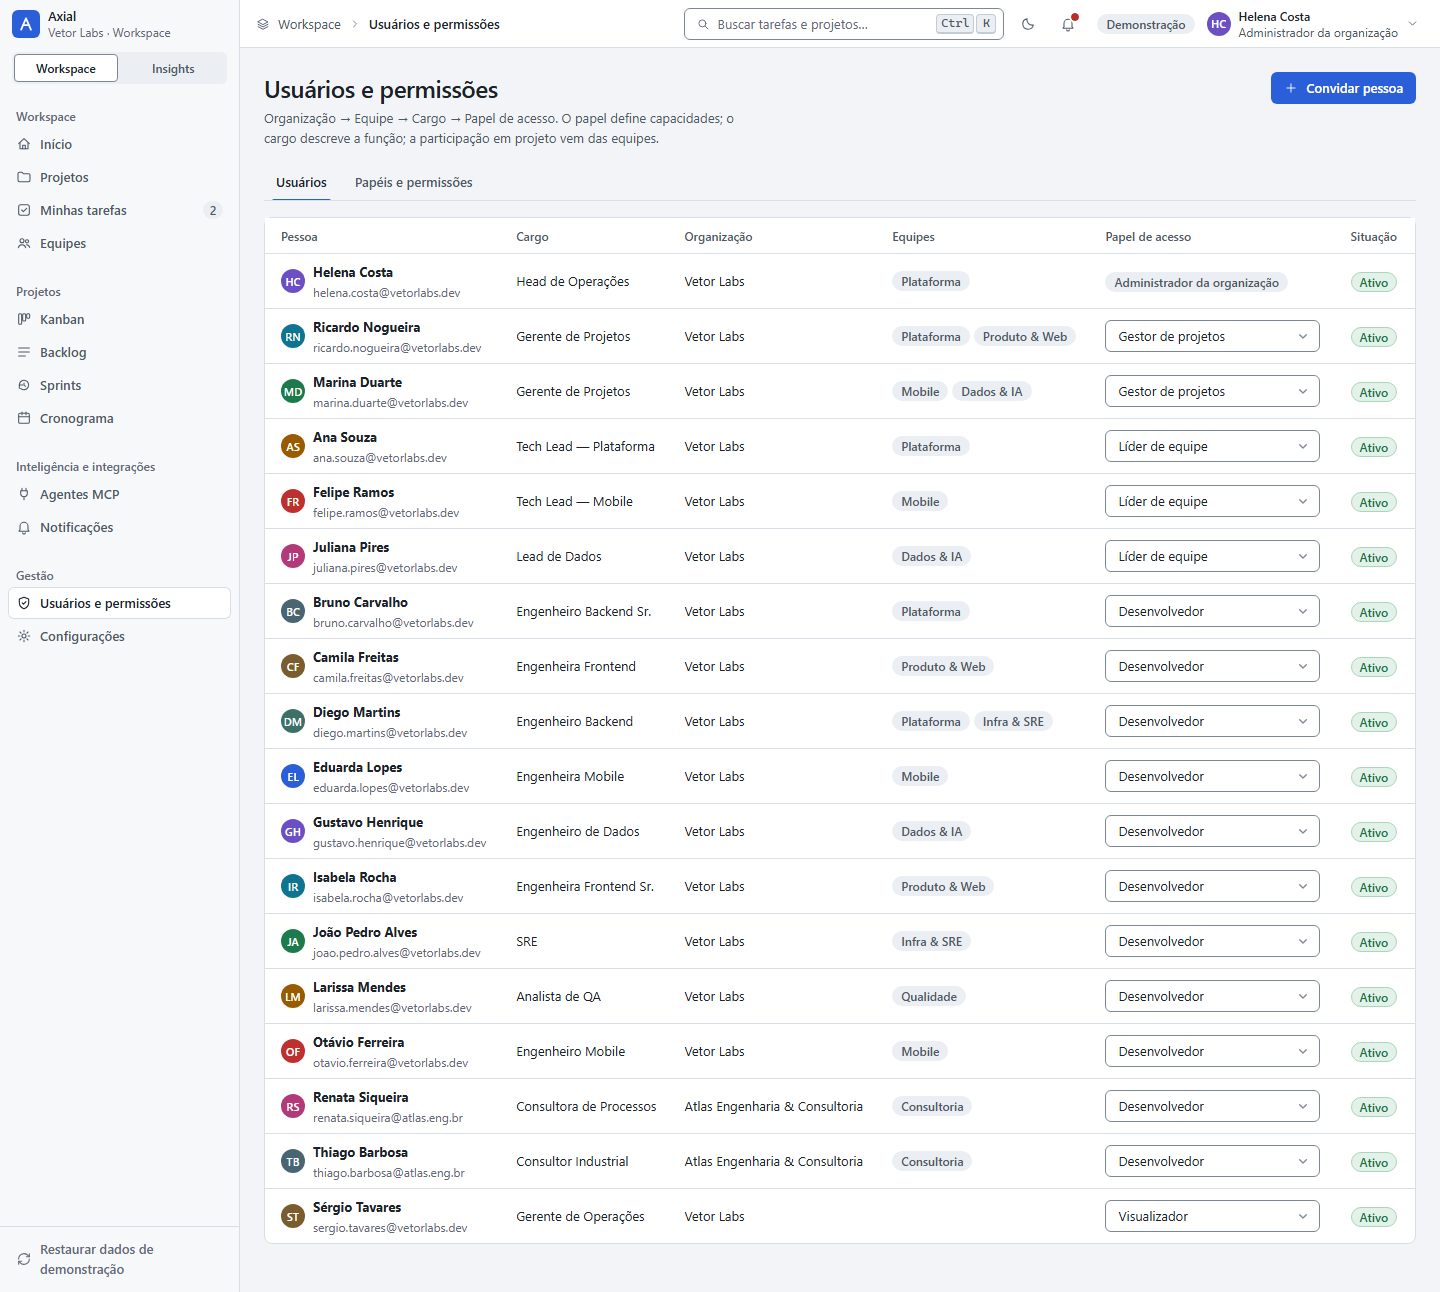 Axial
Vetor Labs · Workspace
Workspace
Insights
Workspace
Início
Projetos
Minhas tarefas 2
Equipes
Projetos
Kanban
Backlog
Sprints
Cronograma
Inteligência e integrações
Agentes MCP
Notificações
Gestão
Usuários e permissões
Configurações
Restaurar dados de
demonstração
Workspace > Usuários e permissões
Buscar tarefas e projetos... Ctrl K
Demonstração
HC
Helena Costa
Administrador da organização
Usuários e permissões
Organização → Equipe → Cargo → Papel de acesso. O papel define capacidades; o
cargo descreve a função; a participação em projeto vem das equipes.
+ Convidar pessoa
Usuários
Papéis e permissões
Pessoa Cargo Organização Equipes Papel de acesso Situação
HC Helena Costa Head de Operações Vetor Labs Plataforma Administrador da organização Ativo
helena.costa@vetorlabs.dev
RN Ricardo Nogueira Gerente de Projetos Vetor Labs Plataforma Produto & Web Gestor de projetos Ativo
ricardo.nogueira@vetorlabs.dev
MD Marina Duarte Gerente de Projetos Vetor Labs Mobile Dados & IA Gestor de projetos Ativo
marina.duarte@vetorlabs.dev
AS Ana Souza Tech Lead — Plataforma Vetor Labs Plataforma Líder de equipe Ativo
ana.souza@vetorlabs.dev
FR Felipe Ramos Tech Lead — Mobile Vetor Labs Mobile Líder de equipe Ativo
felipe.ramos@vetorlabs.dev
JP Juliana Pires Lead de Dados Vetor Labs Dados & IA Líder de equipe Ativo
juliana.pires@vetorlabs.dev
BC Bruno Carvalho Engenheiro Backend Sr. Vetor Labs Plataforma Desenvolvedor Ativo
bruno.carvalho@vetorlabs.dev
CF Camila Freitas Engenheira Frontend Vetor Labs Produto & Web Desenvolvedor Ativo
camila.freitas@vetorlabs.dev
DM Diego Martins Engenheiro Backend Vetor Labs Plataforma Infra & SRE Desenvolvedor Ativo
diego.martins@vetorlabs.dev
EL Eduarda Lopes Engenheira Mobile Vetor Labs Mobile Desenvolvedor Ativo
eduarda.lopes@vetorlabs.dev
GH Gustavo Henrique Engenheiro de Dados Vetor Labs Dados & IA Desenvolvedor Ativo
gustavo.henrique@vetorlabs.dev
IR Isabela Rocha Engenheira Frontend Sr. Vetor Labs Produto & Web Desenvolvedor Ativo
isabela.rocha@vetorlabs.dev
JA João Pedro Alves SRE Vetor Labs Infra & SRE Desenvolvedor Ativo
joao.pedro.alves@vetorlabs.dev
LM Larissa Mendes Analista de QA Vetor Labs Qualidade Desenvolvedor Ativo
larissa.mendes@vetorlabs.dev
OF Otávio Ferreira Engenheiro Mobile Vetor Labs Mobile Desenvolvedor Ativo
otavio.ferreira@vetorlabs.dev
RS Renata Siqueira Consultora de Processos Atlas Engenharia & Consultoria Consultoria Desenvolvedor Ativo
renata.siqueira@atlas.eng.br
TB Thiago Barbosa Consultor Industrial Atlas Engenharia & Consultoria Consultoria Desenvolvedor Ativo
thiago.barbosa@atlas.eng.br
ST Sérgio Tavares Gerente de Operações Vetor Labs Visualizador Ativo
sergio.tavares@vetorlabs.dev